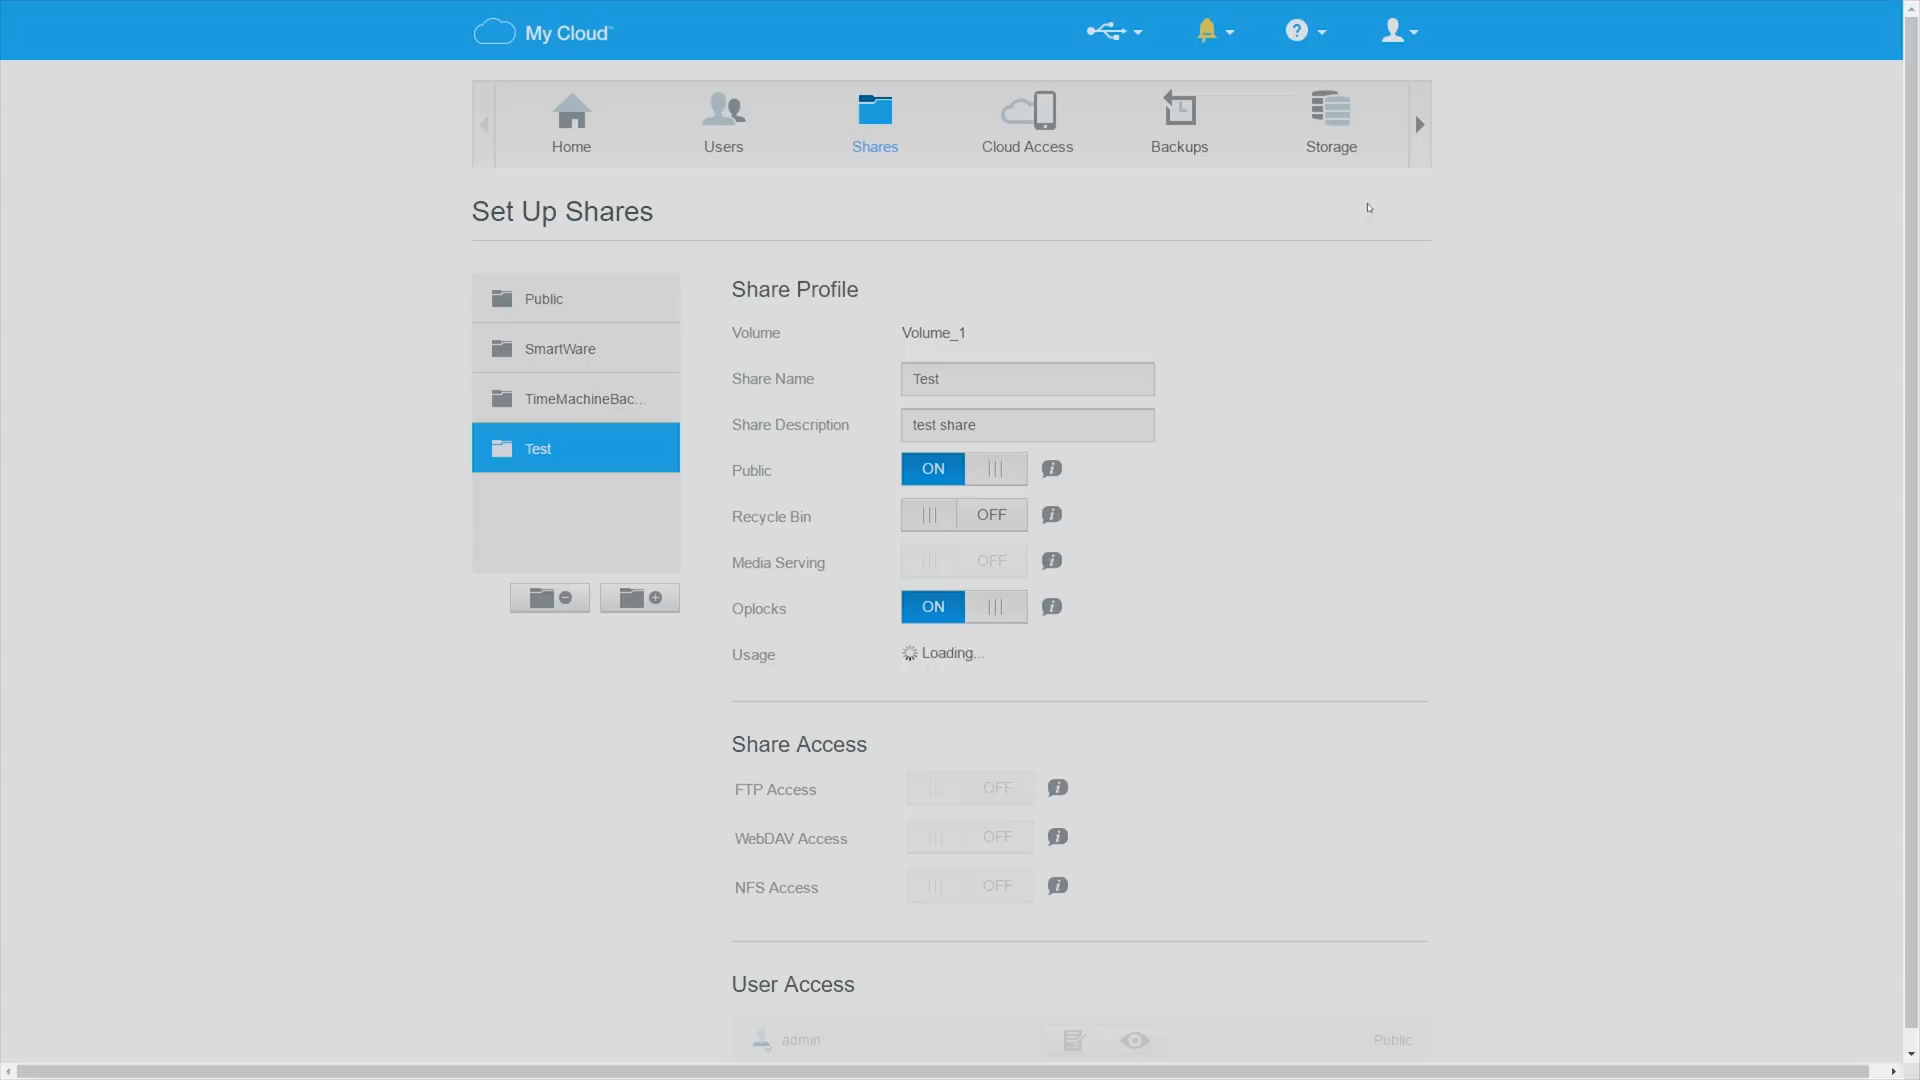 My Cloud™
?
Home
Users
Shares
Cloud Access
Backups
Storage
Set Up Shares
Public
SmartWare
TimeMachineBac...
Test
Share Profile
Volume Volume_1
Share Name Test
Share Description test share
Public ON i
Recycle Bin OFF i
Media Serving OFF i
Oplocks ON i
Usage Loading...
Share Access
FTP Access OFF i
WebDAV Access OFF i
NFS Access OFF i
User Access
admin Public